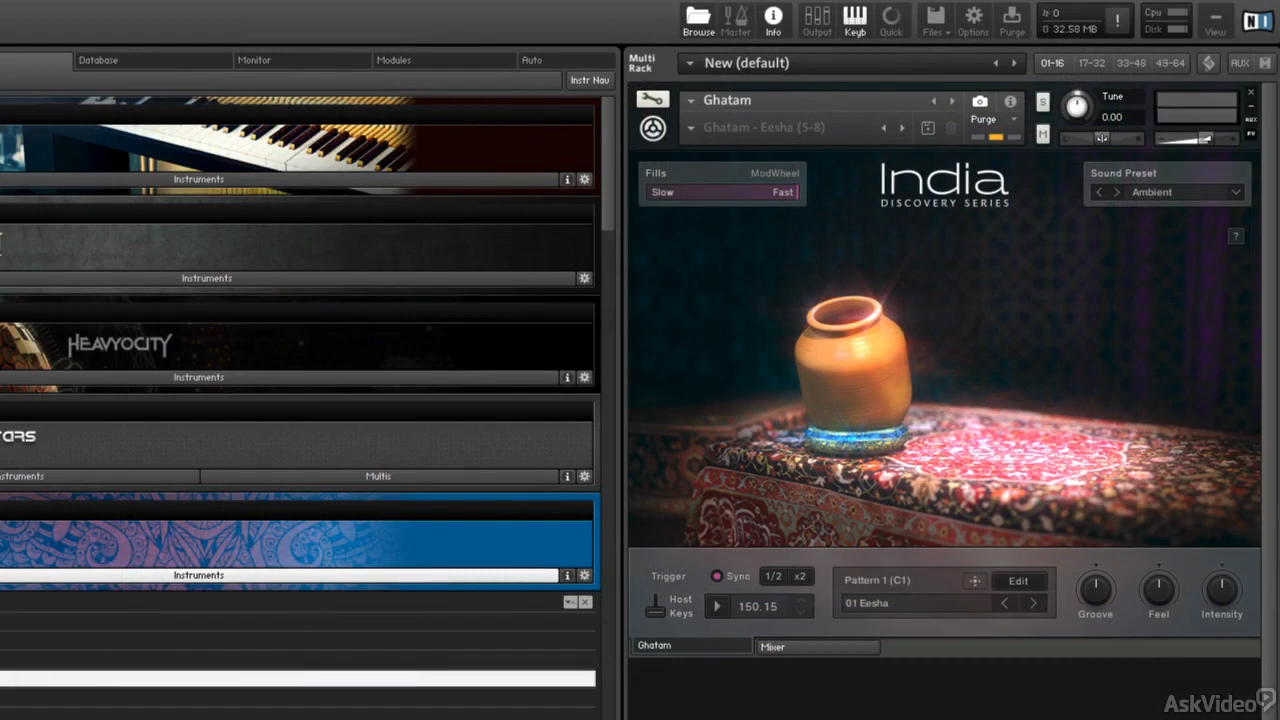 Browse Master Info Output Keyb Quick Files Options Purge
0
32.58 MB
!
Cpu
Disk
View
NI
Database Monitor Modules Auto
Instr Nav
Instruments
Instruments
HEAVYOCITY
Instruments
Multis
Instruments
Multi Rack
New (default)
01-16 17-32 33-48 49-64
AUX
Ghatam
Ghatam - Eesha (5-8)
Purge
S
M
Tune
0.00
L R
AUX
PV
Fills ModWheel
Slow Fast
India
DISCOVERY SERIES
Sound Preset
Ambient
?
Trigger
Sync
1/2 x2
Host
Keys
150.15
Pattern 1 (C1)
Edit
01 Eesha
Groove Feel Intensity
Ghatam Mixer
AskVideo